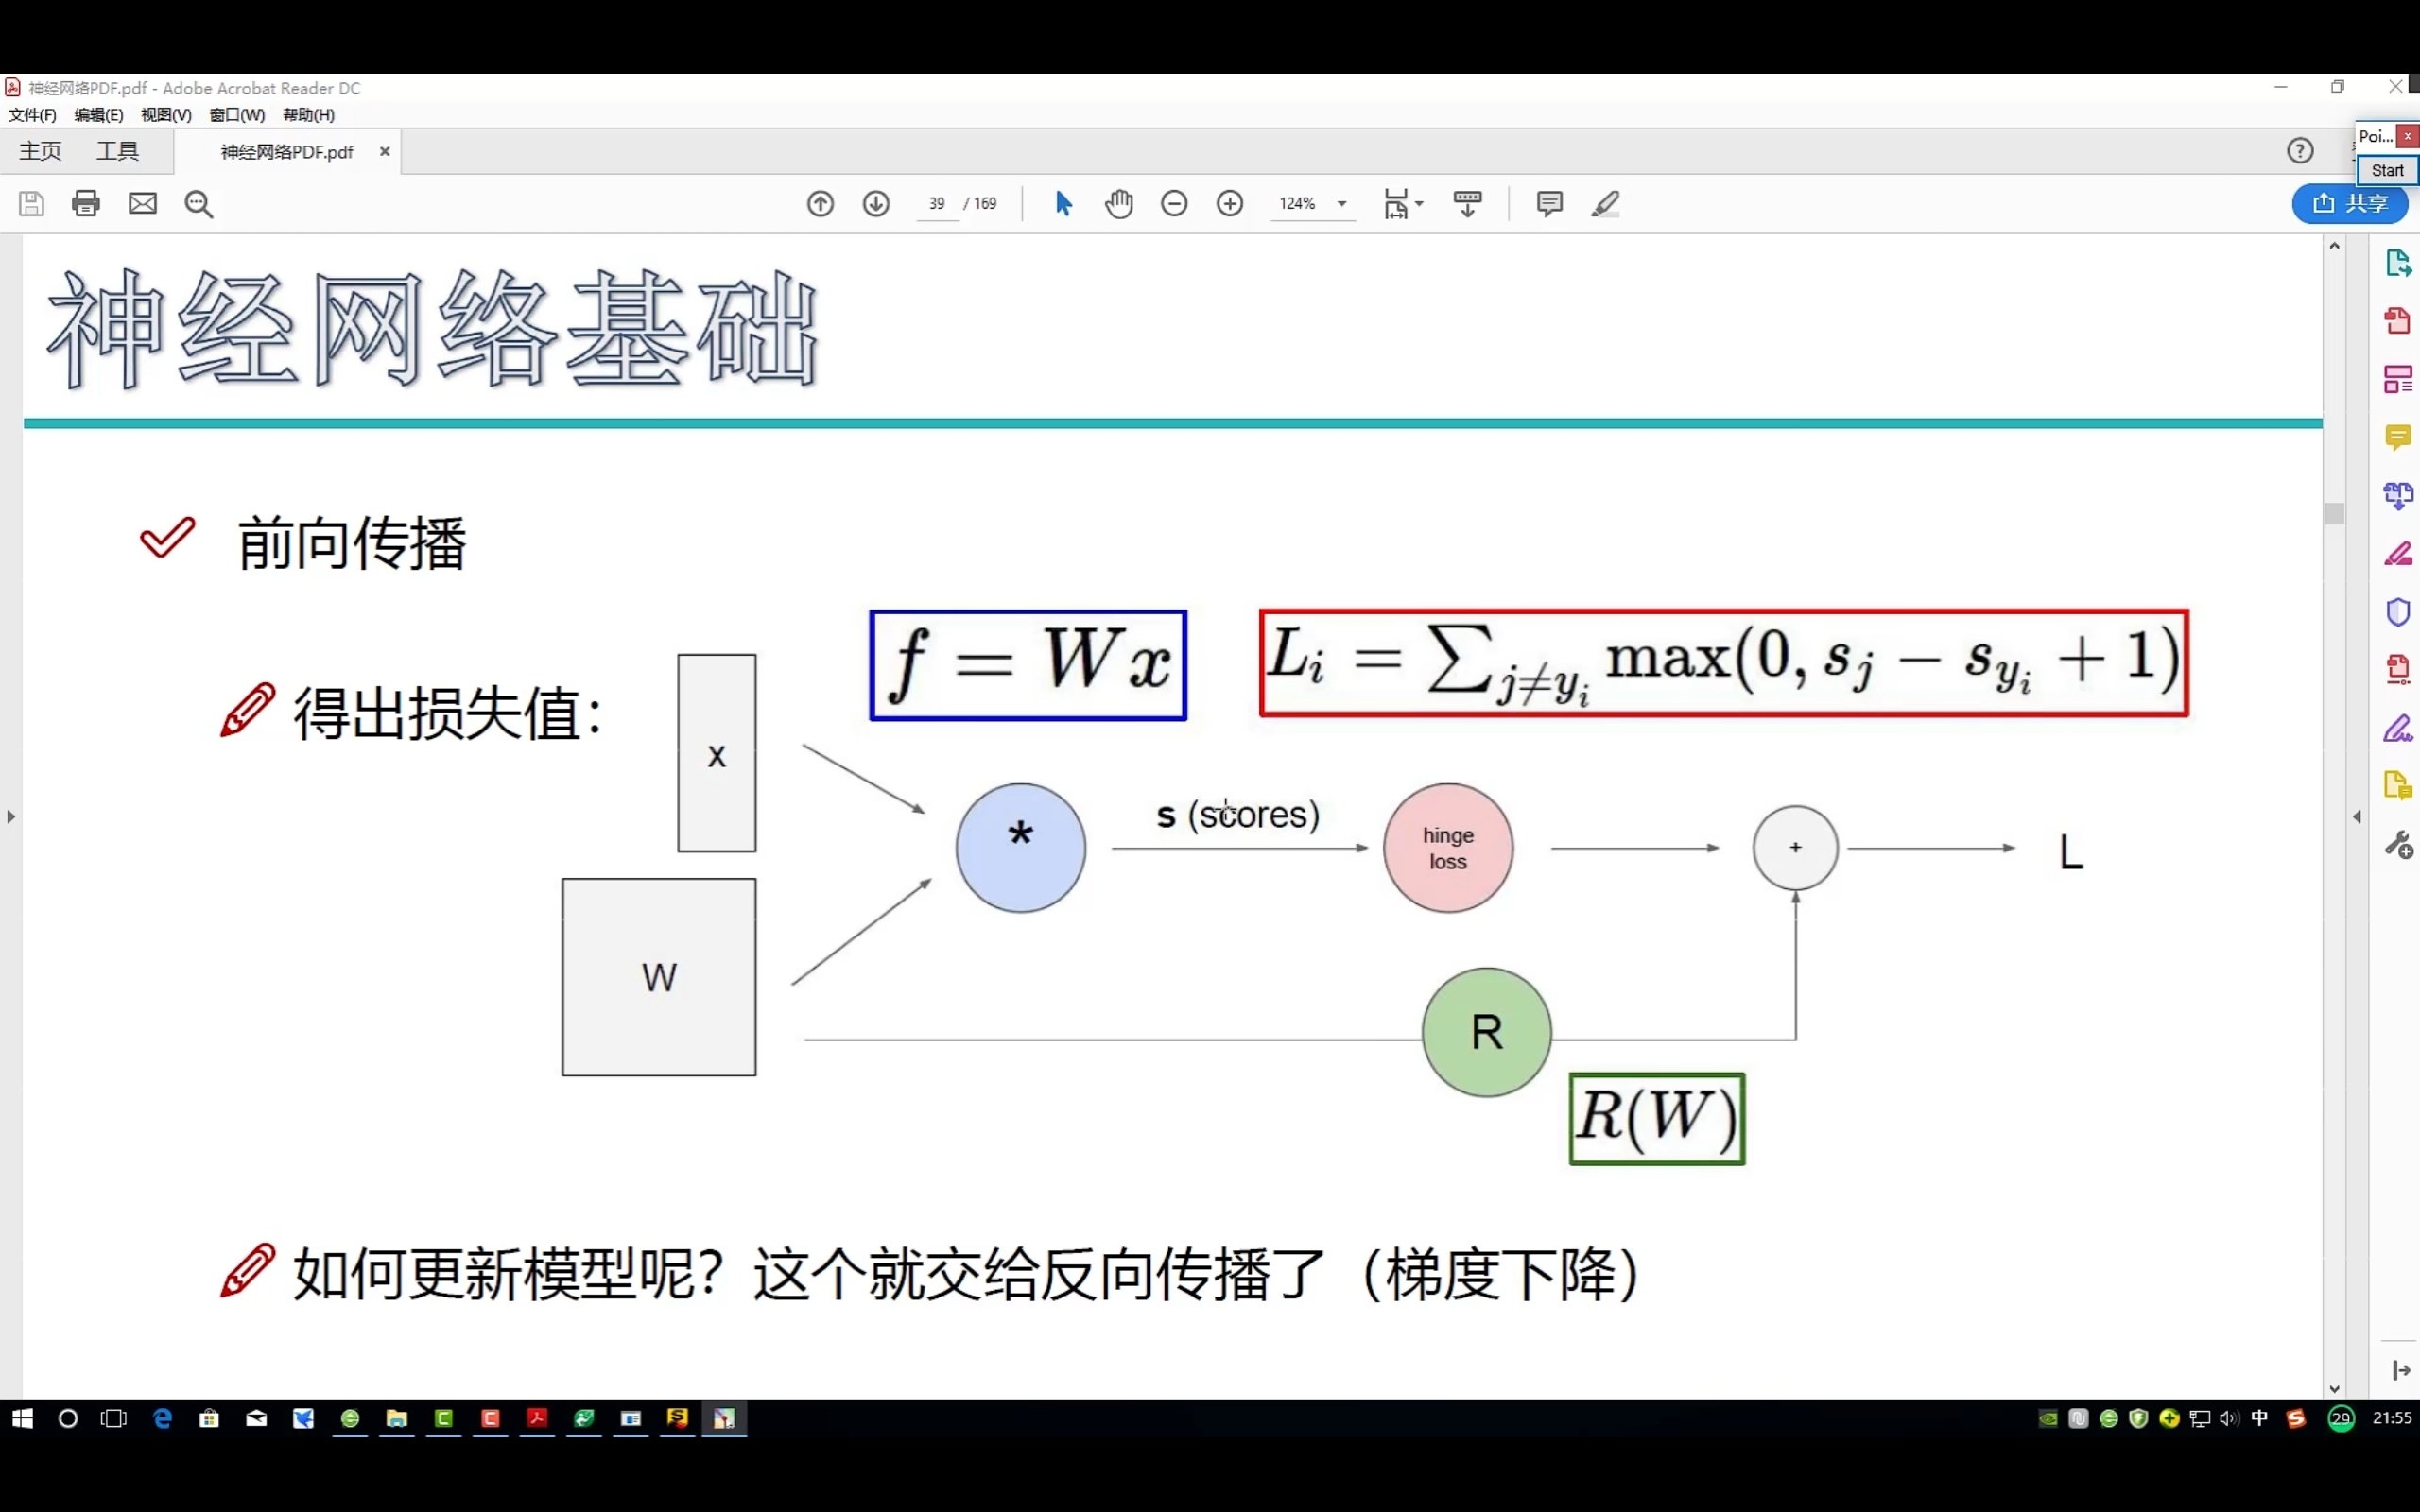 神经网络PDF.pdf - Adobe Acrobat Reader DC
文件(F) 编辑(E) 视图(V) 窗口(W) 帮助(H)
主页 工具 神经网络PDF.pdf ×
Poi...
Start
39 / 169 124% 共享
神经网络基础
前向传播
f = Wx
L_i = ∑_{j≠y_i} max(0, s_j − s_{y_i} + 1)
得出损失值：
x
W
*
s (scores)
hinge
loss
+
L
R
R(W)
如何更新模型呢？这个就交给反向传播了（梯度下降）
中 29 21:55